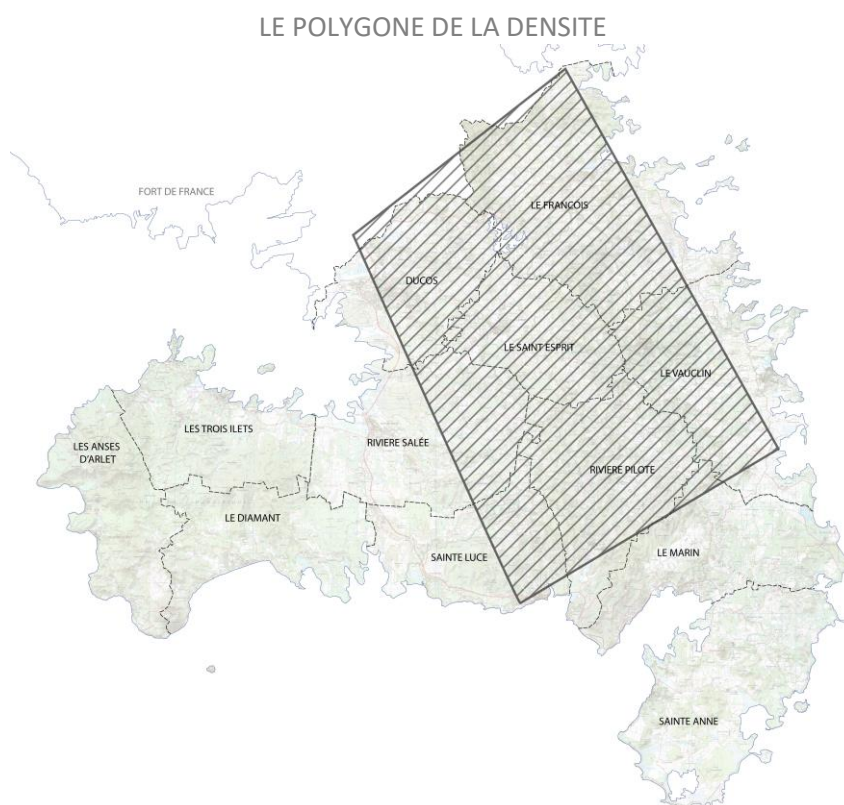 LE POLYGONE DE LA DENSITE
FORT DE FRANCE
LE FRANCOIS
DUCOS
LE SAINT ESPRIT
LE VAUCLIN
LES TROIS ILETS
LES ANSES
D'ARLET
RIVIERE SALÉE
RIVIERE PILOTE
LE DIAMANT
SAINTE LUCE
LE MARIN
SAINTE ANNE